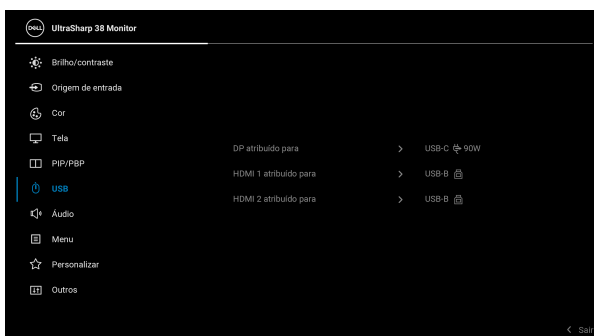 DELL UltraSharp 38 Monitor
Brilho/contraste
Origem de entrada
Cor
Tela
DP atribuído para USB-C 90W
PIP/PBP
HDMI 1 atribuído para USB-B
USB
HDMI 2 atribuído para USB-B
Áudio
Menu
Personalizar
Outros
Sair